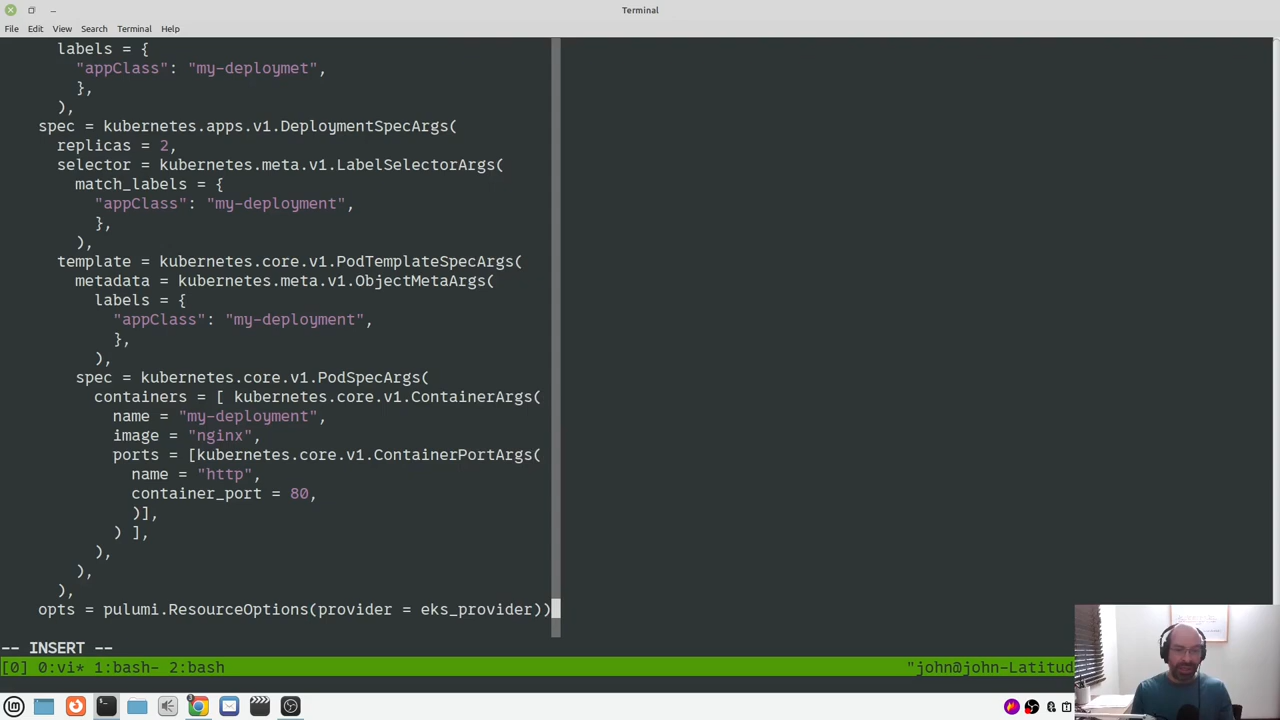 Terminal
File Edit View Search Terminal Help
labels = {
"appClass": "my-deploymet",
},
),
spec = kubernetes.apps.v1.DeploymentSpecArgs(
replicas = 2,
selector = kubernetes.meta.v1.LabelSelectorArgs(
match_labels = {
"appClass": "my-deployment",
},
),
template = kubernetes.core.v1.PodTemplateSpecArgs(
metadata = kubernetes.meta.v1.ObjectMetaArgs(
labels = {
"appClass": "my-deployment",
},
),
spec = kubernetes.core.v1.PodSpecArgs(
containers = [ kubernetes.core.v1.ContainerArgs(
name = "my-deployment",
image = "nginx",
ports = [kubernetes.core.v1.ContainerPortArgs(
name = "http",
container_port = 80,
)],
) ],
),
),
),
opts = pulumi.ResourceOptions(provider = eks_provider))
-- INSERT --
[0] 0:vi* 1:bash- 2:bash "john@john-Latitud